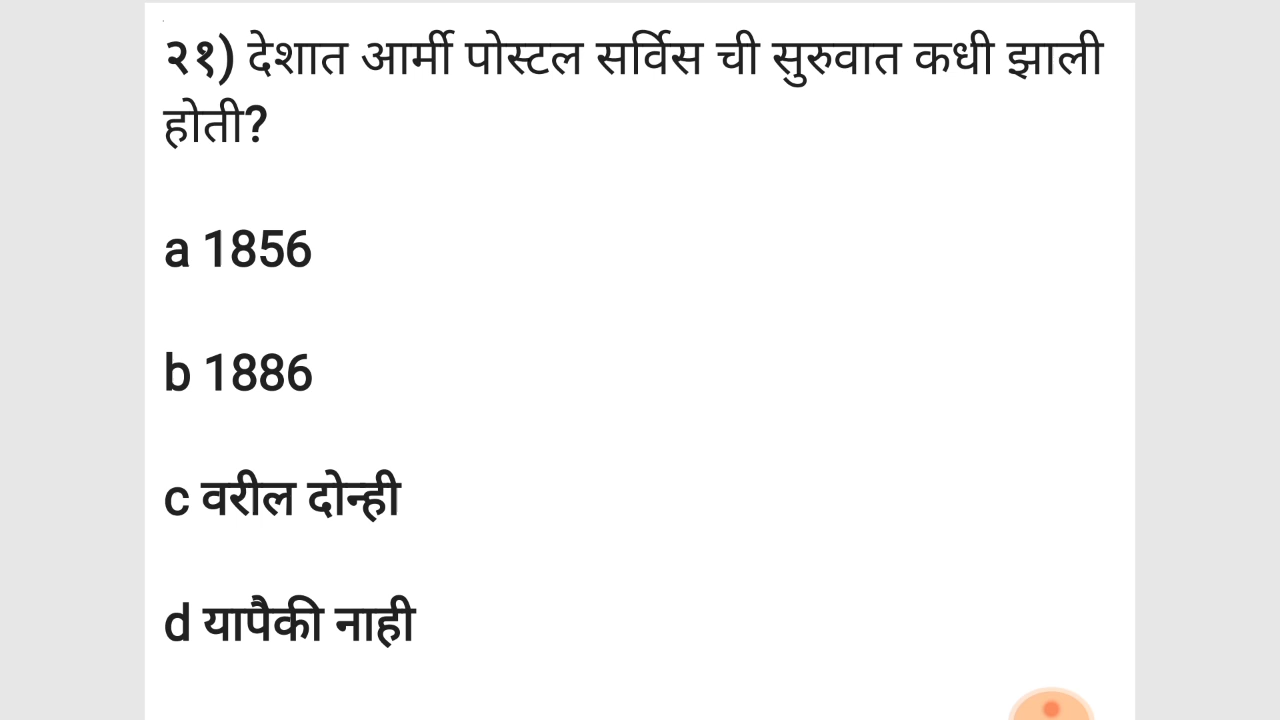 २१) देशात आर्मी पोस्टल सर्विस ची सुरुवात कधी झाली
होती?
a 1856
b 1886
c वरील दोन्ही
d यापैकी नाही